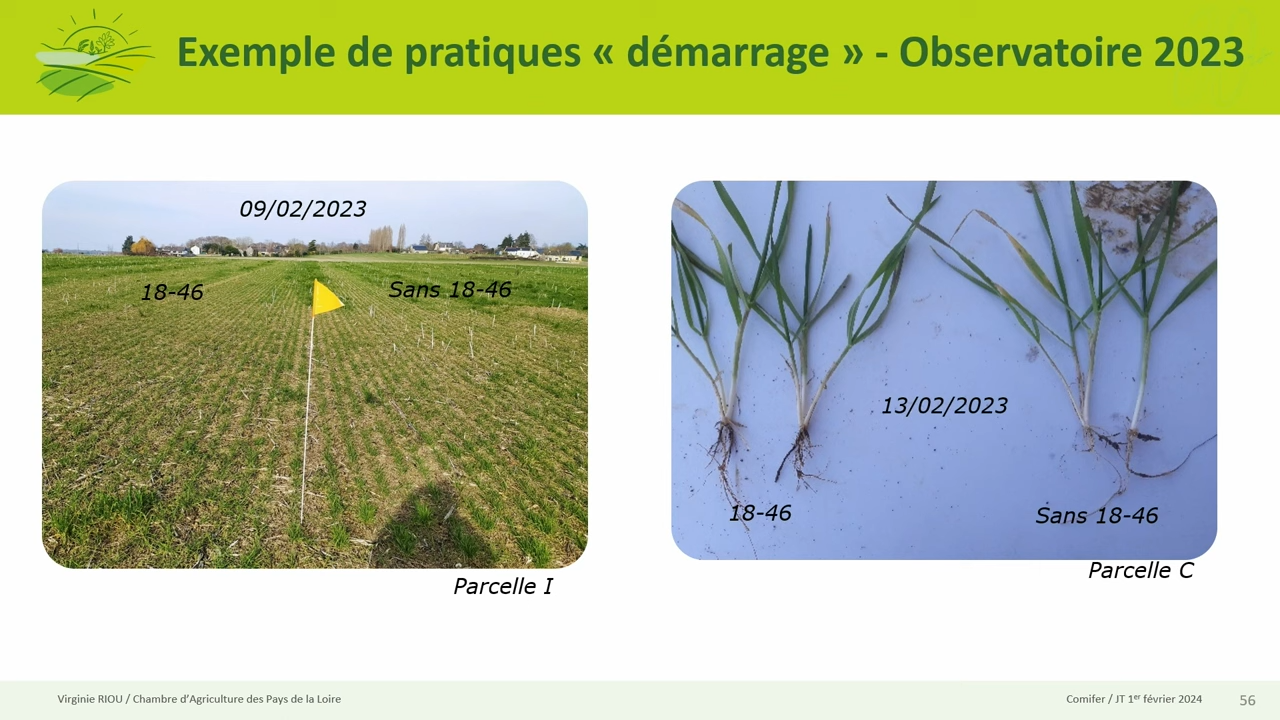 Exemple de pratiques « démarrage » - Observatoire 2023
09/02/2023
18-46
Sans 18-46
Parcelle I
13/02/2023
18-46
Sans 18-46
Parcelle C
Virginie RIOU / Chambre d’Agriculture des Pays de la Loire
Comifer / JT 1er février 2024
56